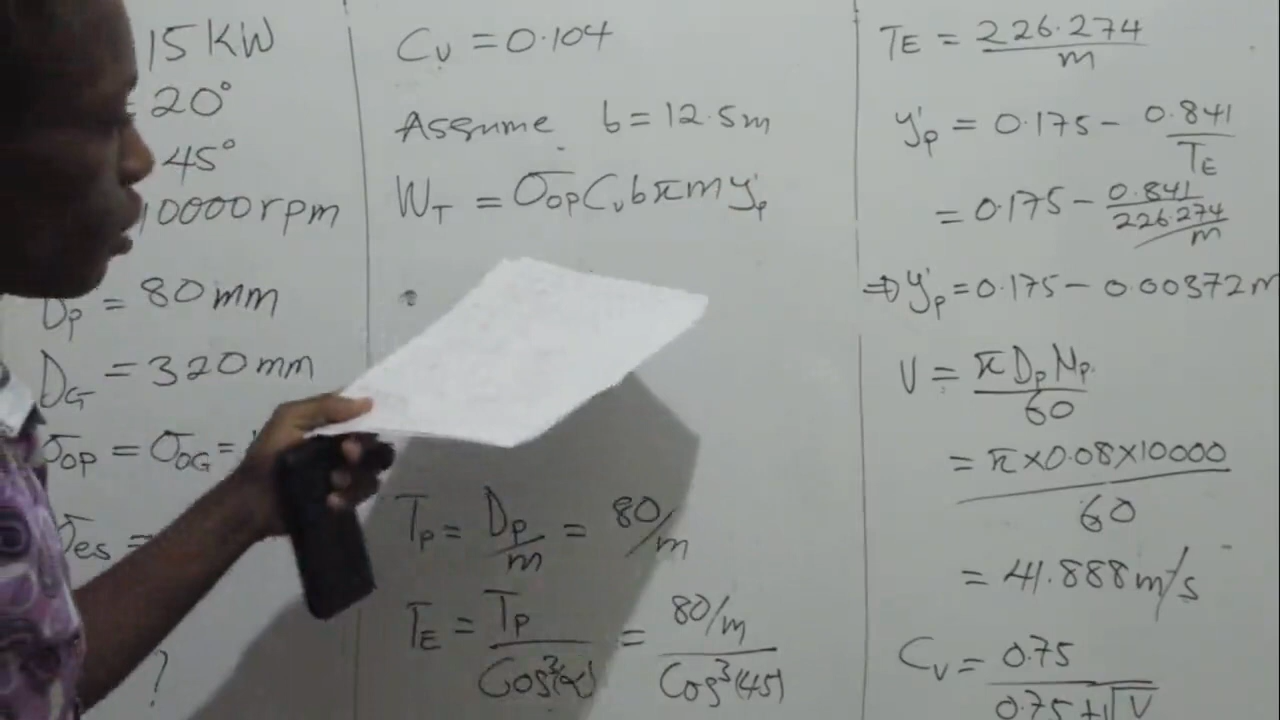 15 KW
20°
45°
10000 rpm
Dp = 80 mm
DG = 320 mm
σop = σOG =
σes =
?
Cv = 0.104
Assume b = 12.5m
WT = σop Cv b π m y'p
Tp = Dp/m = 80/m
TE = Tp/Cos³(α) = 80/m/Cos³(45)
TE = 226.274/m
y'p = 0.175 - 0.841/TE
= 0.175 - 0.841/226.274/m
⇒ y'p = 0.175 - 0.00372m
V = π Dp Np/60
= π × 0.08 × 10000/60
= 41.888 m/s
Cv = 0.75/0.75 + √V